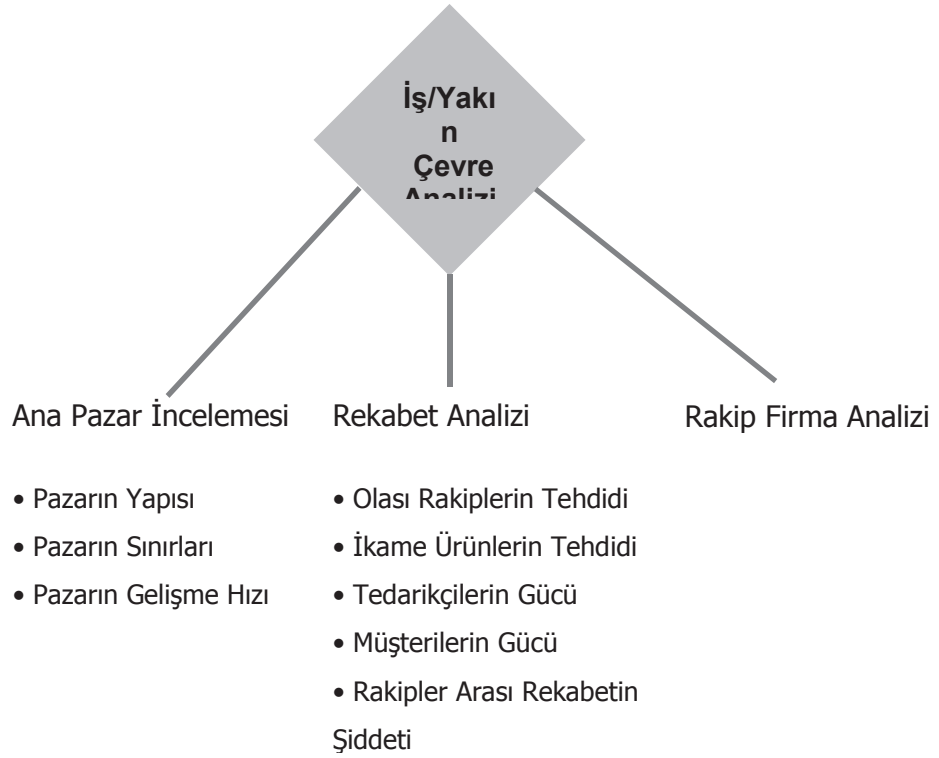 İş/Yakı
n
Çevre
Analizi
Ana Pazar İncelemesi
• Pazarın Yapısı
• Pazarın Sınırları
• Pazarın Gelişme Hızı
Rekabet Analizi
• Olası Rakiplerin Tehdidi
• İkame Ürünlerin Tehdidi
• Tedarikçilerin Gücü
• Müşterilerin Gücü
• Rakipler Arası Rekabetin
Şiddeti
Rakip Firma Analizi